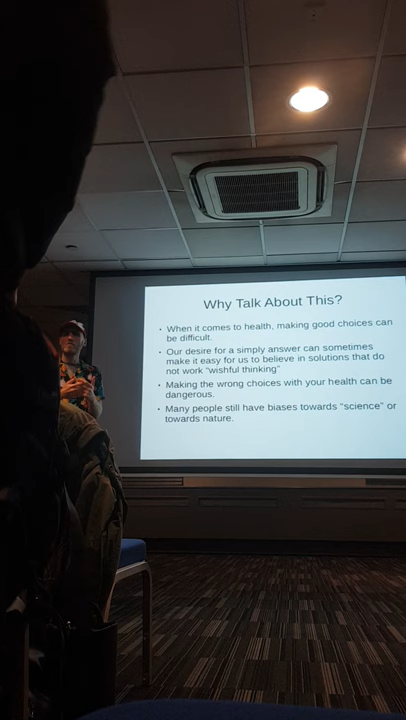 Why Talk About This?
• When it comes to health, making good choices can
be difficult.
• Our desire for a simply answer can sometimes
make it easy for us to believe in solutions that do
not work “wishful thinking”
• Making the wrong choices with your health can be
dangerous.
• Many people still have biases towards “science” or
towards nature.